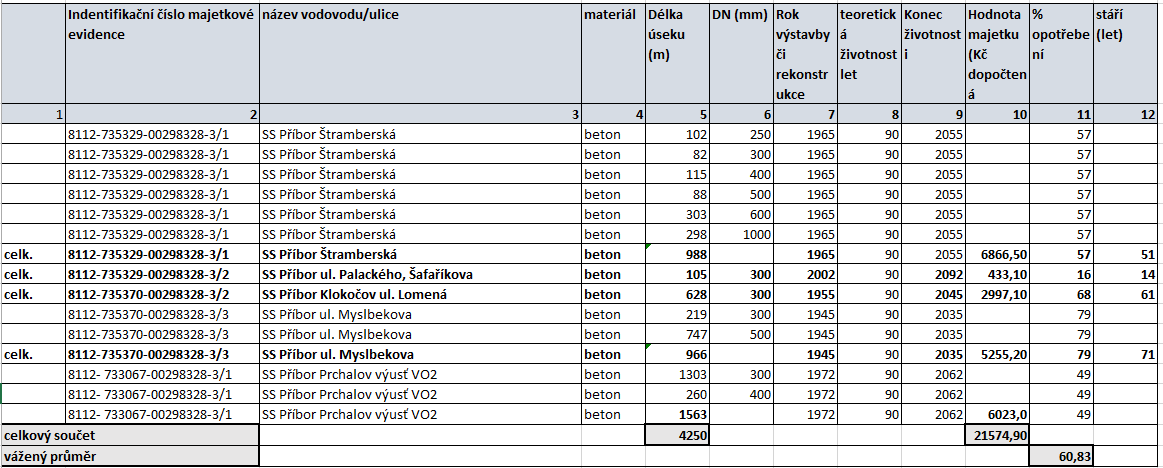 Indentifikační číslo majetkové evidence | název vodovodu/ulice | materiál | Délka úseku (m) | DN (mm) | Rok výstavby či rekonstrukce | teoretická životnost let | Konec životnosti | Hodnota majetku (Kč dopočtená | % opotřebení | stáří (let)
1 | 2 | 3 | 4 | 5 | 6 | 7 | 8 | 9 | 10 | 11 | 12
8112-735329-00298328-3/1 SS Příbor Štramberská beton 102 250 1965 90 2055 57
8112-735329-00298328-3/1 SS Příbor Štramberská beton 82 300 1965 90 2055 57
8112-735329-00298328-3/1 SS Příbor Štramberská beton 115 400 1965 90 2055 57
8112-735329-00298328-3/1 SS Příbor Štramberská beton 88 500 1965 90 2055 57
8112-735329-00298328-3/1 SS Příbor Štramberská beton 303 600 1965 90 2055 57
8112-735329-00298328-3/1 SS Příbor Štramberská beton 298 1000 1965 90 2055 57
celk. 8112-735329-00298328-3/1 SS Příbor Štramberská beton 988 1965 90 2055 6866,50 57 51
celk. 8112-735329-00298328-3/2 SS Příbor ul. Palackého, Šafaříkova beton 105 300 2002 90 2092 433,10 16 14
celk. 8112-735370-00298328-3/2 SS Příbor Klokočov ul. Lomená beton 628 300 1955 90 2045 2997,10 68 61
8112-735370-00298328-3/3 SS Příbor ul. Myslbekova beton 219 300 1945 90 2035 79
8112-735370-00298328-3/3 SS Příbor ul. Myslbekova beton 747 500 1945 90 2035 79
celk. 8112-735370-00298328-3/3 SS Příbor ul. Myslbekova beton 966 1945 90 2035 5255,20 79 71
8112- 733067-00298328-3/1 SS Příbor Prchalov výusť VO2 beton 1303 300 1972 90 2062 49
8112- 733067-00298328-3/1 SS Příbor Prchalov výusť VO2 beton 260 400 1972 90 2062 49
8112- 733067-00298328-3/1 SS Příbor Prchalov výusť VO2 beton 1563 1972 90 2062 6023,0 49
celkový součet 4250 21574,90
vážený průměr 60,83